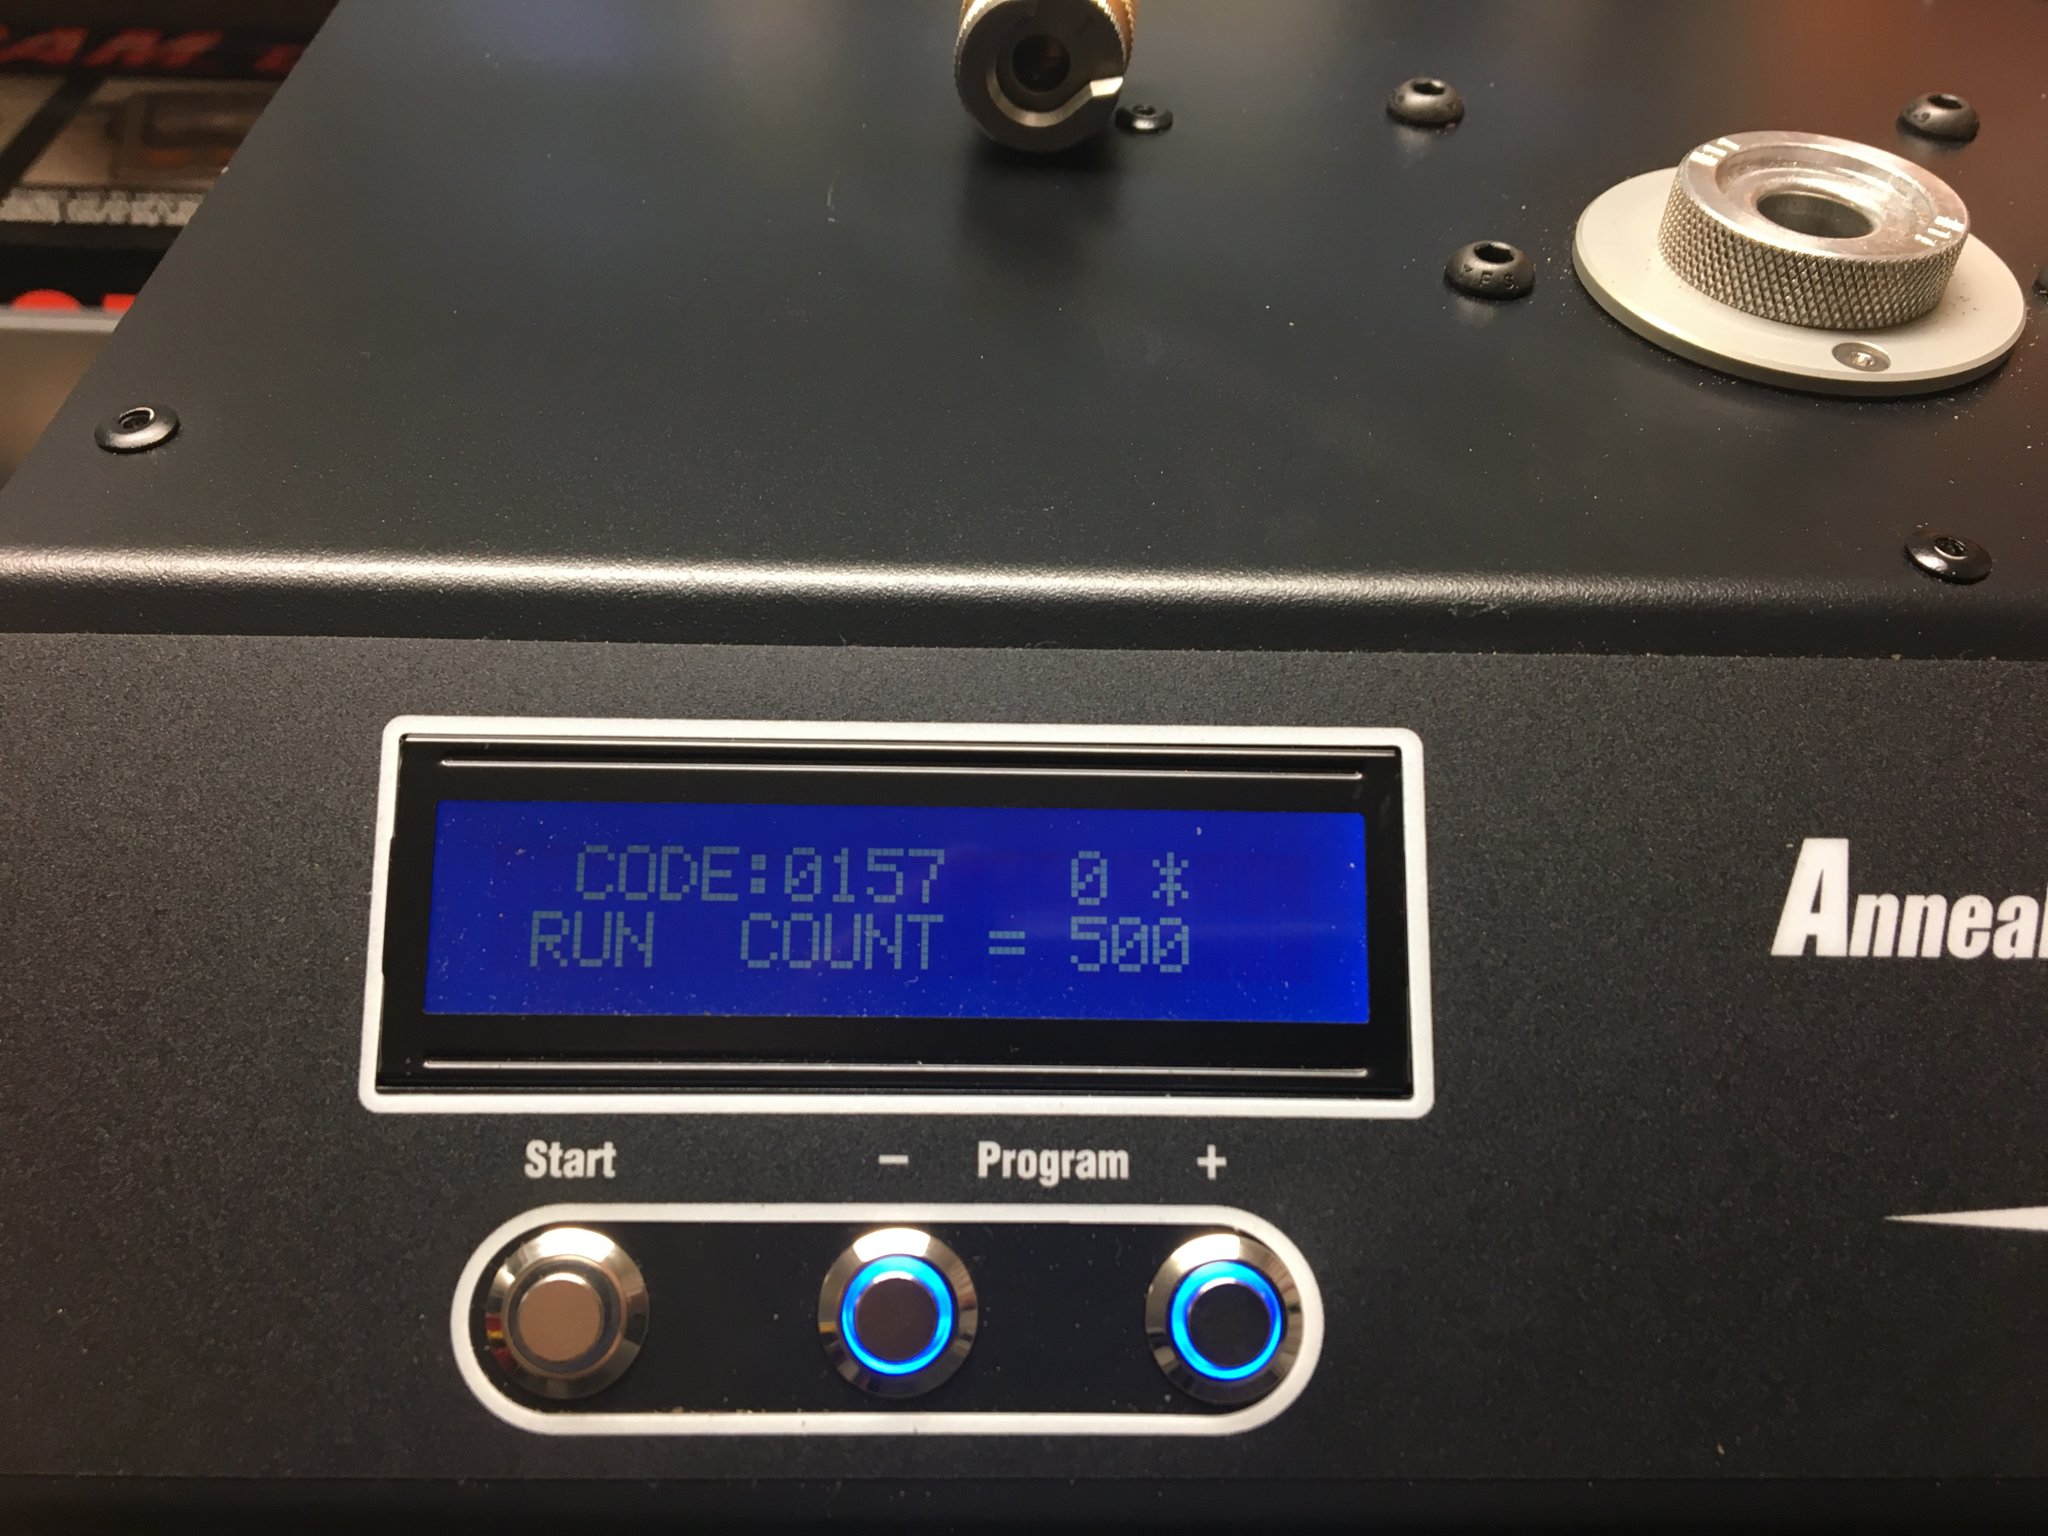 CODE:0157 0 *
RUN COUNT = 500
Start - Program +
Anneal